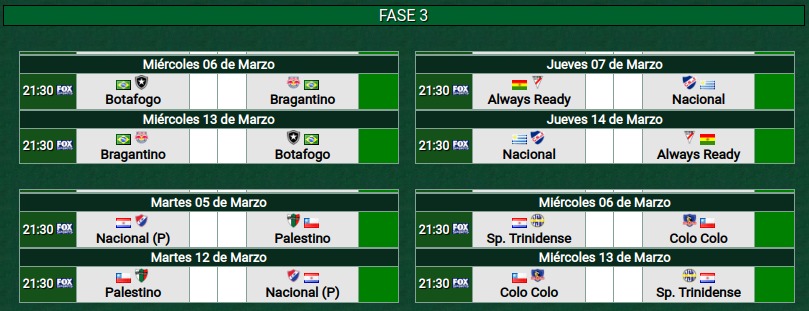 FASE 3
Miércoles 06 de Marzo
21:30 FOX Botafogo Bragantino
Miércoles 13 de Marzo
21:30 FOX Bragantino Botafogo
Jueves 07 de Marzo
21:30 FOX Always Ready Nacional
Jueves 14 de Marzo
21:30 FOX Nacional Always Ready
Martes 05 de Marzo
21:30 FOX Nacional (P) Palestino
Martes 12 de Marzo
21:30 FOX Palestino Nacional (P)
Miércoles 06 de Marzo
21:30 FOX Sp. Trinidense Colo Colo
Miércoles 13 de Marzo
21:30 FOX Colo Colo Sp. Trinidense